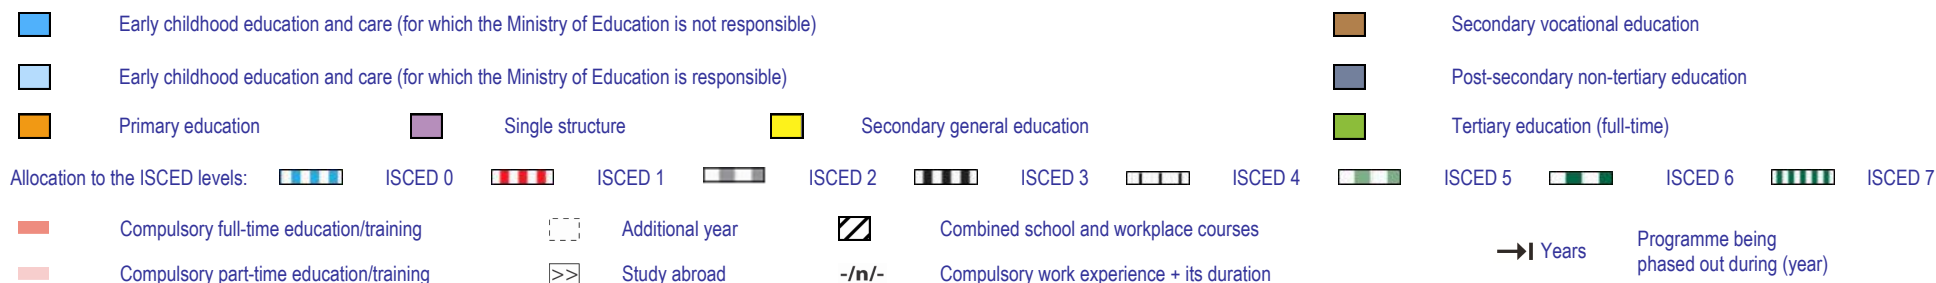 Early childhood education and care (for which the Ministry of Education is not responsible)
Secondary vocational education
Early childhood education and care (for which the Ministry of Education is responsible)
Post-secondary non-tertiary education
Primary education
Single structure
Secondary general education
Tertiary education (full-time)
Allocation to the ISCED levels: ISCED 0 ISCED 1 ISCED 2 ISCED 3 ISCED 4 ISCED 5 ISCED 6 ISCED 7
Compulsory full-time education/training
Additional year
Combined school and workplace courses
Years
Programme being
phased out during (year)
Compulsory part-time education/training
>> Study abroad
-/n/- Compulsory work experience + its duration